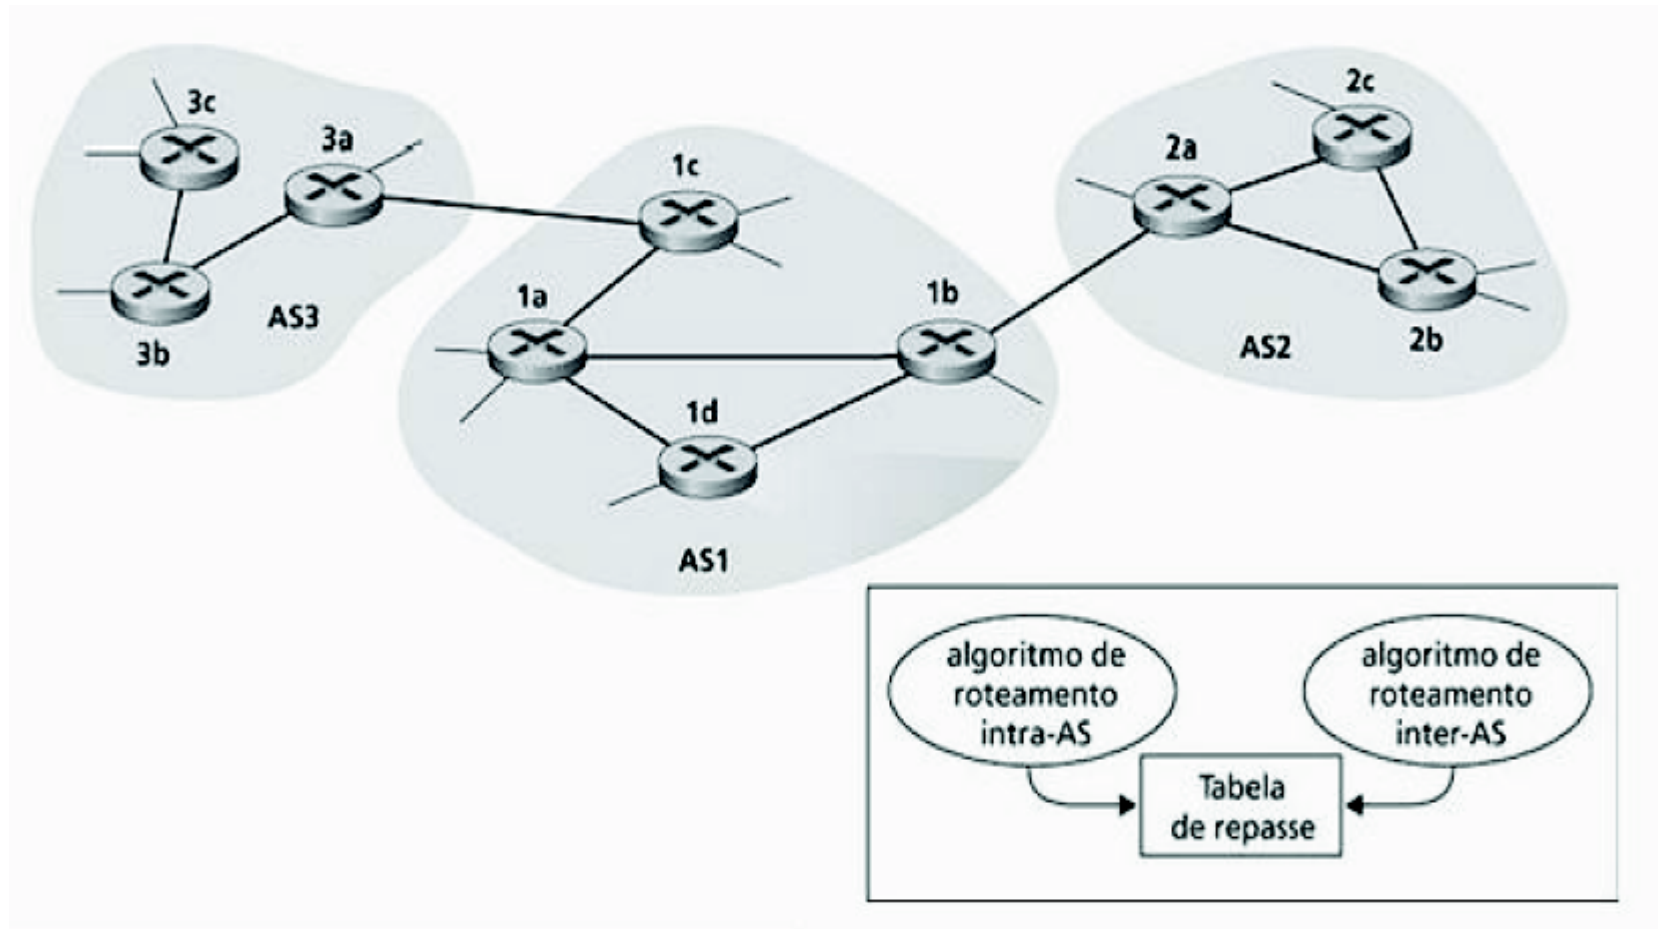 3c
3a
3b
AS3
1c
1a
1b
1d
AS1
2c
2a
2b
AS2
algoritmo de
roteamento
intra-AS
algoritmo de
roteamento
inter-AS
Tabela
de repasse